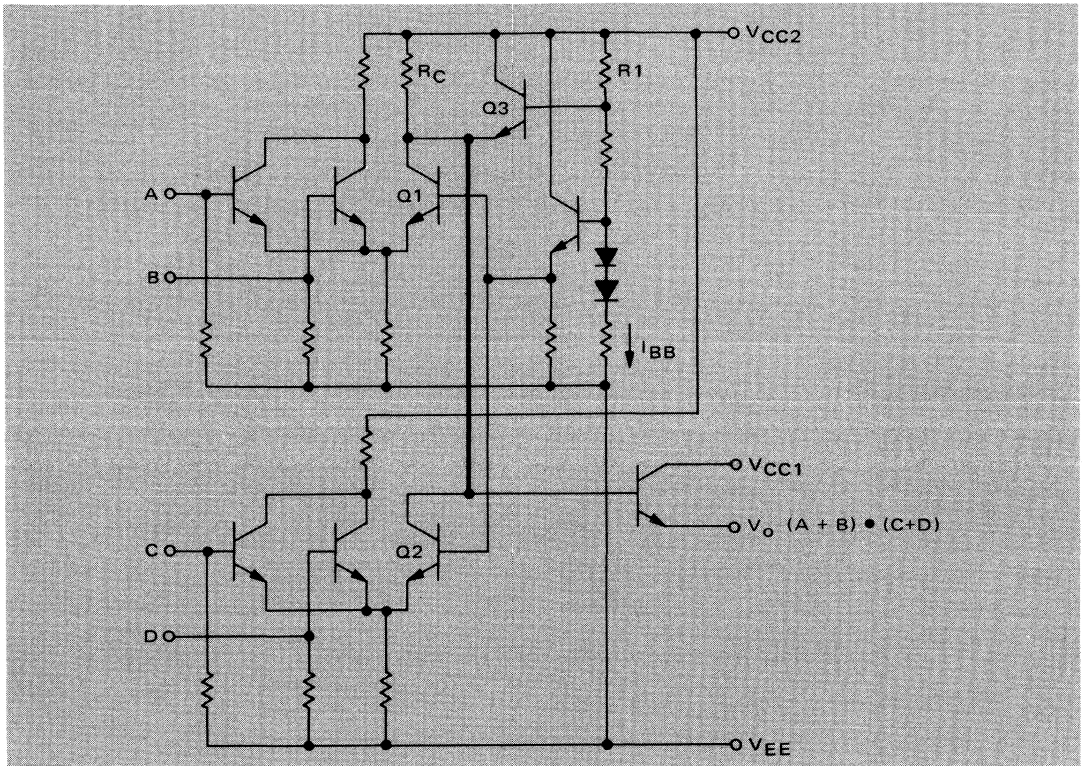 VCC2
RC
R1
Q3
A
Q1
B
IBB
VCC1
Vo (A + B) • (C+D)
C
Q2
D
VEE